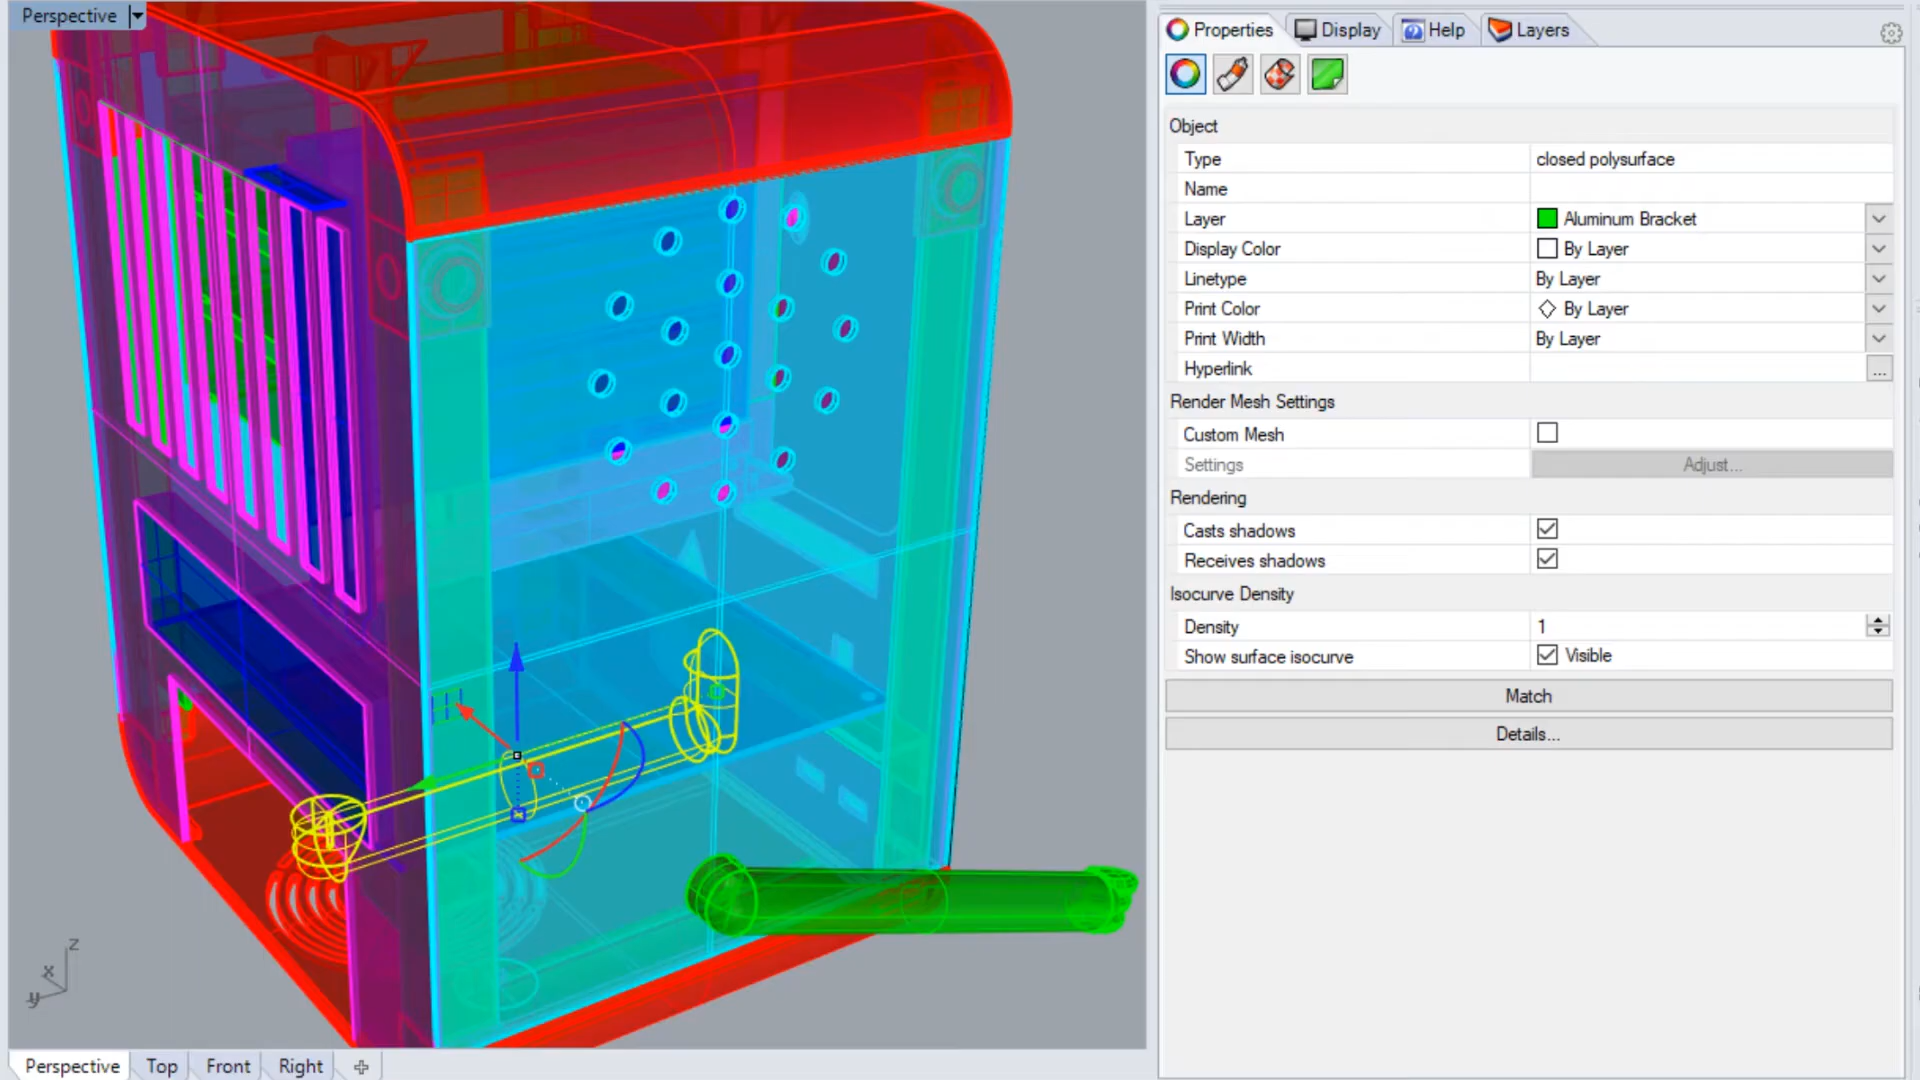 Perspective
Properties Display Help Layers
Object
Type closed polysurface
Name
Layer Aluminum Bracket
Display Color By Layer
Linetype By Layer
Print Color By Layer
Print Width By Layer
Hyperlink ...
Render Mesh Settings
Custom Mesh
Settings Adjust...
Rendering
Casts shadows
Receives shadows
Isocurve Density
Density 1
Show surface isocurve Visible
Match
Details...
z
x
y
Perspective Top Front Right